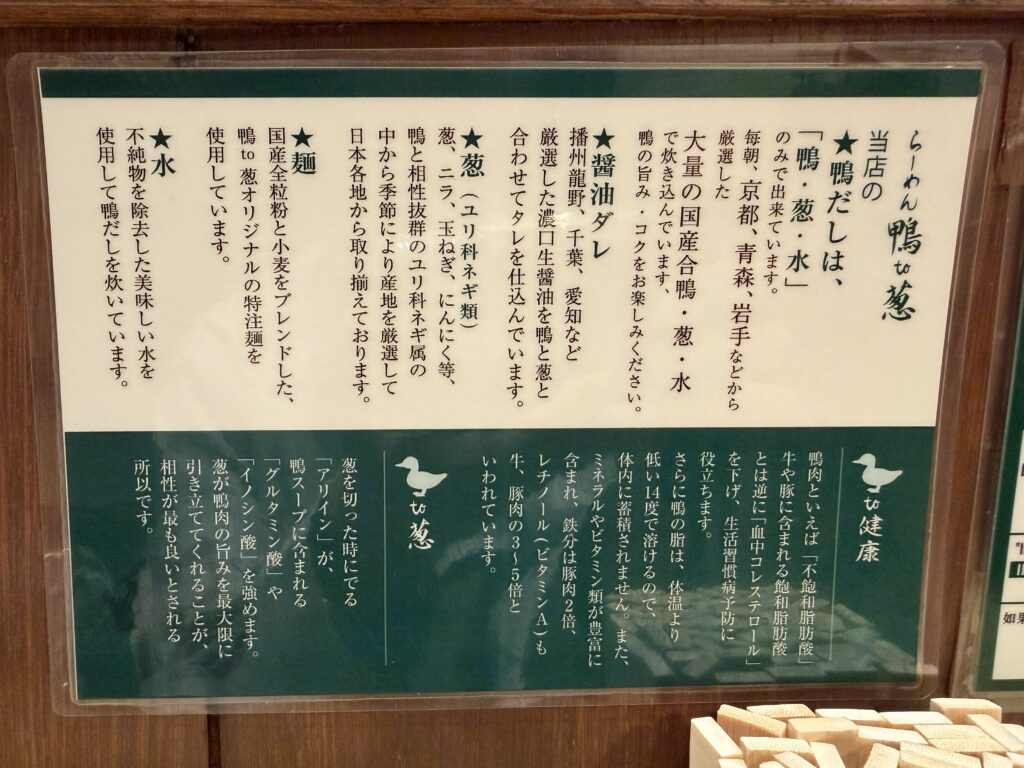 らーめん 鴨to葱
当店の
★鴨だしは、
「鴨・葱・水」
のみで出来ています。
毎朝、京都、青森、岩手などから
厳選した
大量の国産合鴨・葱・水
で炊き込んでいます、
鴨の旨み・コクをお楽しみください。
★醤油ダレ
播州龍野、千葉、愛知など
厳選した濃口生醤油を鴨と葱と
合わせてタレを仕込んでいます。
★葱（ユリ科ネギ類）
葱、ニラ、玉ねぎ、にんにく等、
鴨と相性抜群のユリ科ネギ属の
中から季節により産地を厳選して
日本各地から取り揃えております。
★麺
国産全粒粉と小麦をブレンドした、
鴨to葱オリジナルの特注麺を
使用しています。
★水
不純物を除去した美味しい水を
使用して鴨だしを炊いています。
to健康
鴨肉といえば「不飽和脂肪酸」
牛や豚に含まれる飽和脂肪酸
とは逆に「血中コレステロール」
を下げ、生活習慣病予防に
役立ちます。
さらに鴨の脂は、体温より
低い14度で溶けるので、
体内に蓄積されません。また、
ミネラルやビタミン類が豊富に
含まれ、鉄分は豚肉2倍、
レチノール（ビタミンA）も
牛、豚肉の3〜5倍と
いわれています。
to葱
葱を切った時にでる
「アリイン」が、
鴨スープに含まれる
「グルタミン酸」や
「イノシン酸」を強めます。
葱が鴨肉の旨みを最大限に
引き立ててくれることが、
相性が最も良いとされる
所以です。
如果